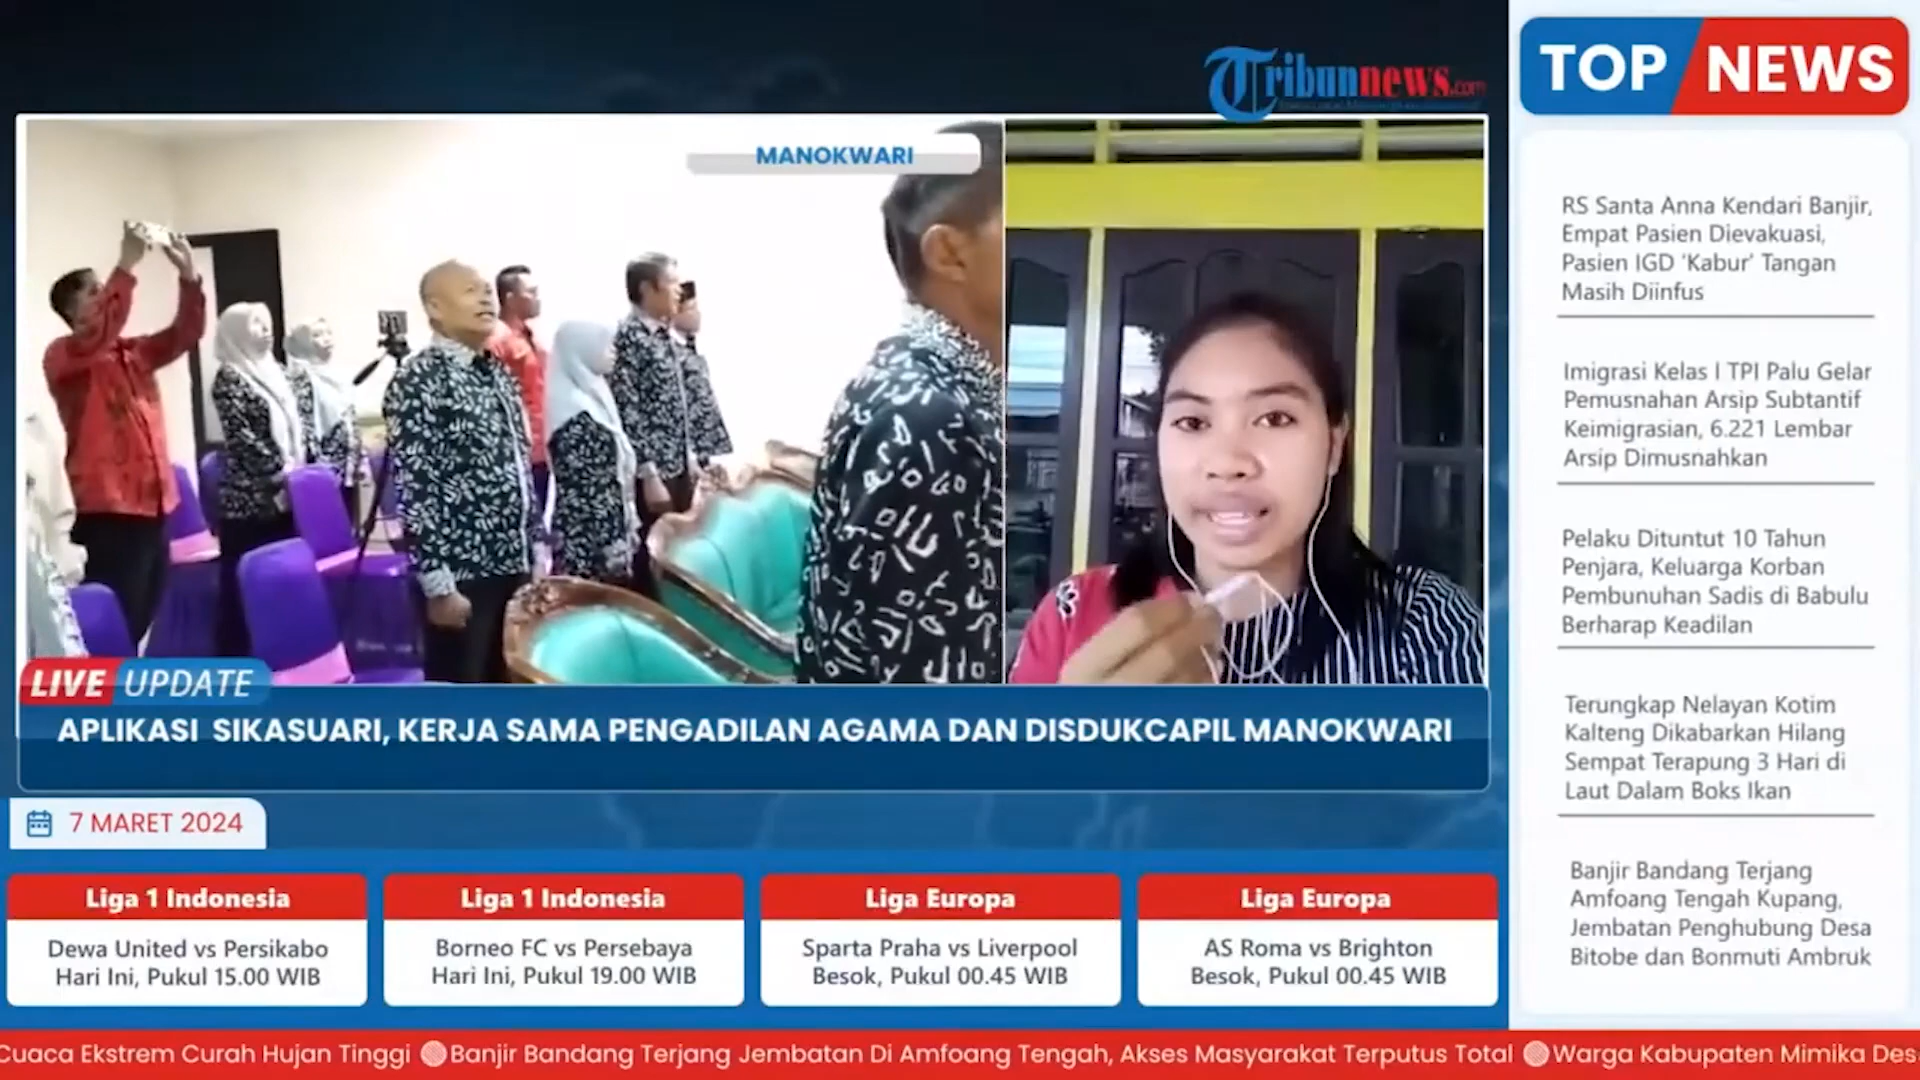 Tribunnews.com
TOP NEWS
MANOKWARI
LIVE UPDATE
APLIKASI SIKASUARI, KERJA SAMA PENGADILAN AGAMA DAN DISDUKCAPIL MANOKWARI
7 MARET 2024
Liga 1 Indonesia
Dewa United vs Persikabo
Hari Ini, Pukul 15.00 WIB
Liga 1 Indonesia
Borneo FC vs Persebaya
Hari Ini, Pukul 19.00 WIB
Liga Europa
Sparta Praha vs Liverpool
Besok, Pukul 00.45 WIB
Liga Europa
AS Roma vs Brighton
Besok, Pukul 00.45 WIB
RS Santa Anna Kendari Banjir,
Empat Pasien Dievakuasi,
Pasien IGD ‘Kabur’ Tangan
Masih Diinfus
Imigrasi Kelas I TPI Palu Gelar
Pemusnahan Arsip Subtantif
Keimigrasian, 6.221 Lembar
Arsip Dimusnahkan
Pelaku Dituntut 10 Tahun
Penjara, Keluarga Korban
Pembunuhan Sadis di Babulu
Berharap Keadilan
Terungkap Nelayan Kotim
Kalteng Dikabarkan Hilang
Sempat Terapung 3 Hari di
Laut Dalam Boks Ikan
Banjir Bandang Terjang
Amfoang Tengah Kupang,
Jembatan Penghubung Desa
Bitobe dan Bonmuti Ambruk
Cuaca Ekstrem Curah Hujan Tinggi Banjir Bandang Terjang Jembatan Di Amfoang Tengah, Akses Masyarakat Terputus Total Warga Kabupaten Mimika Des